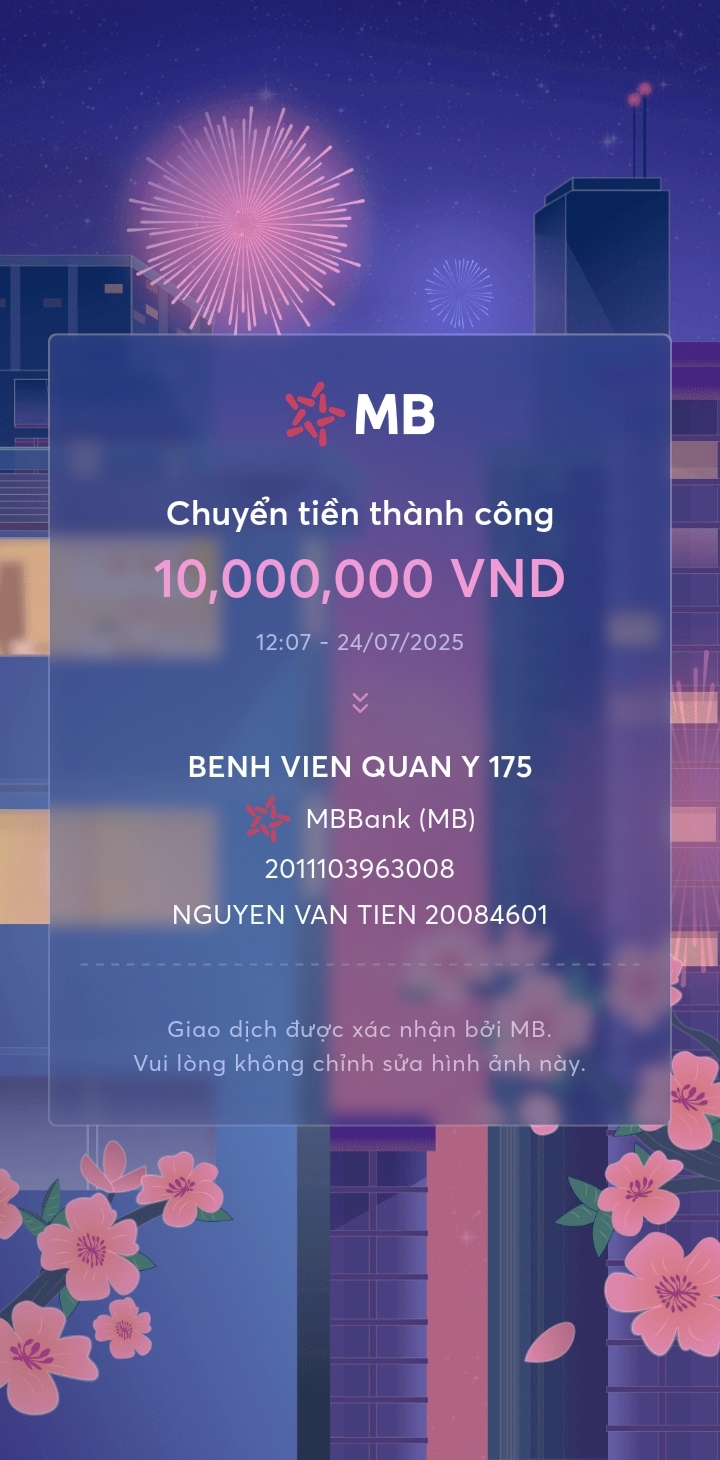 MB
Chuyển tiền thành công
10,000,000 VND
12:07 - 24/07/2025
BENH VIEN QUAN Y 175
MBBank (MB)
2011103963008
NGUYEN VAN TIEN 20084601
Giao dịch được xác nhận bởi MB.
Vui lòng không chỉnh sửa hình ảnh này.